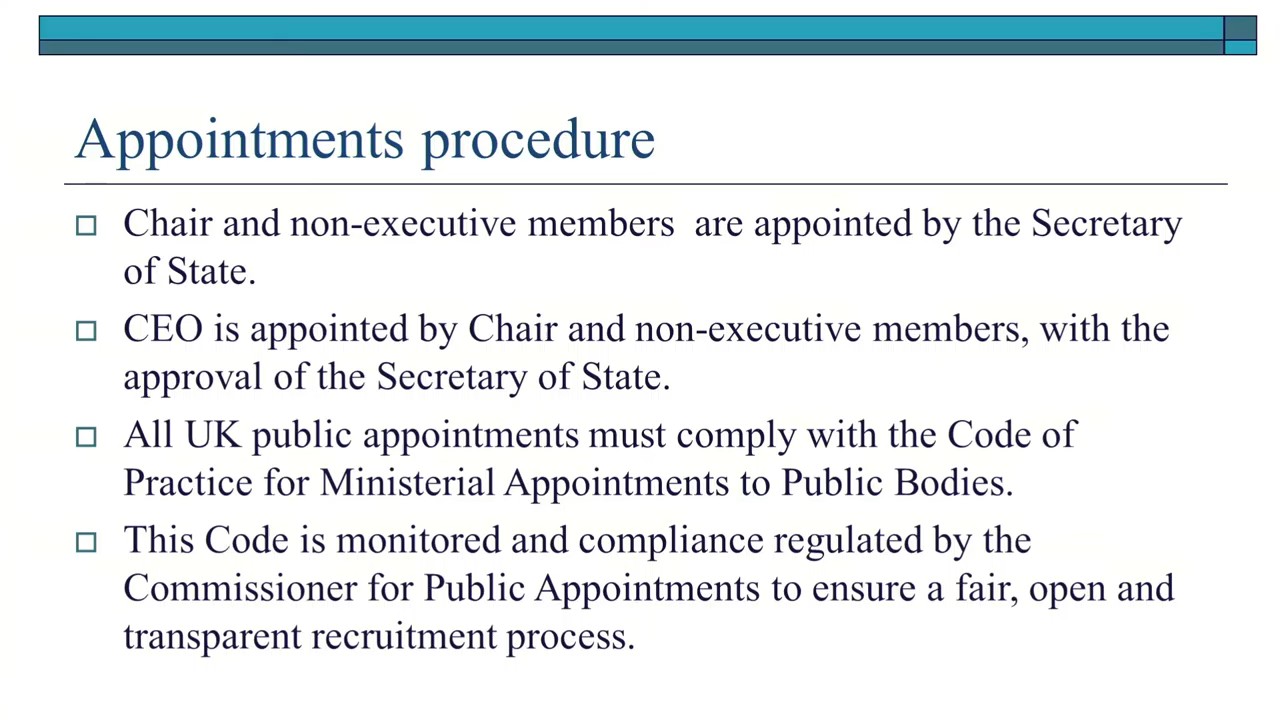 Appointments procedure
Chair and non-executive members are appointed by the Secretary
of State.
CEO is appointed by Chair and non-executive members, with the
approval of the Secretary of State.
All UK public appointments must comply with the Code of
Practice for Ministerial Appointments to Public Bodies.
This Code is monitored and compliance regulated by the
Commissioner for Public Appointments to ensure a fair, open and
transparent recruitment process.